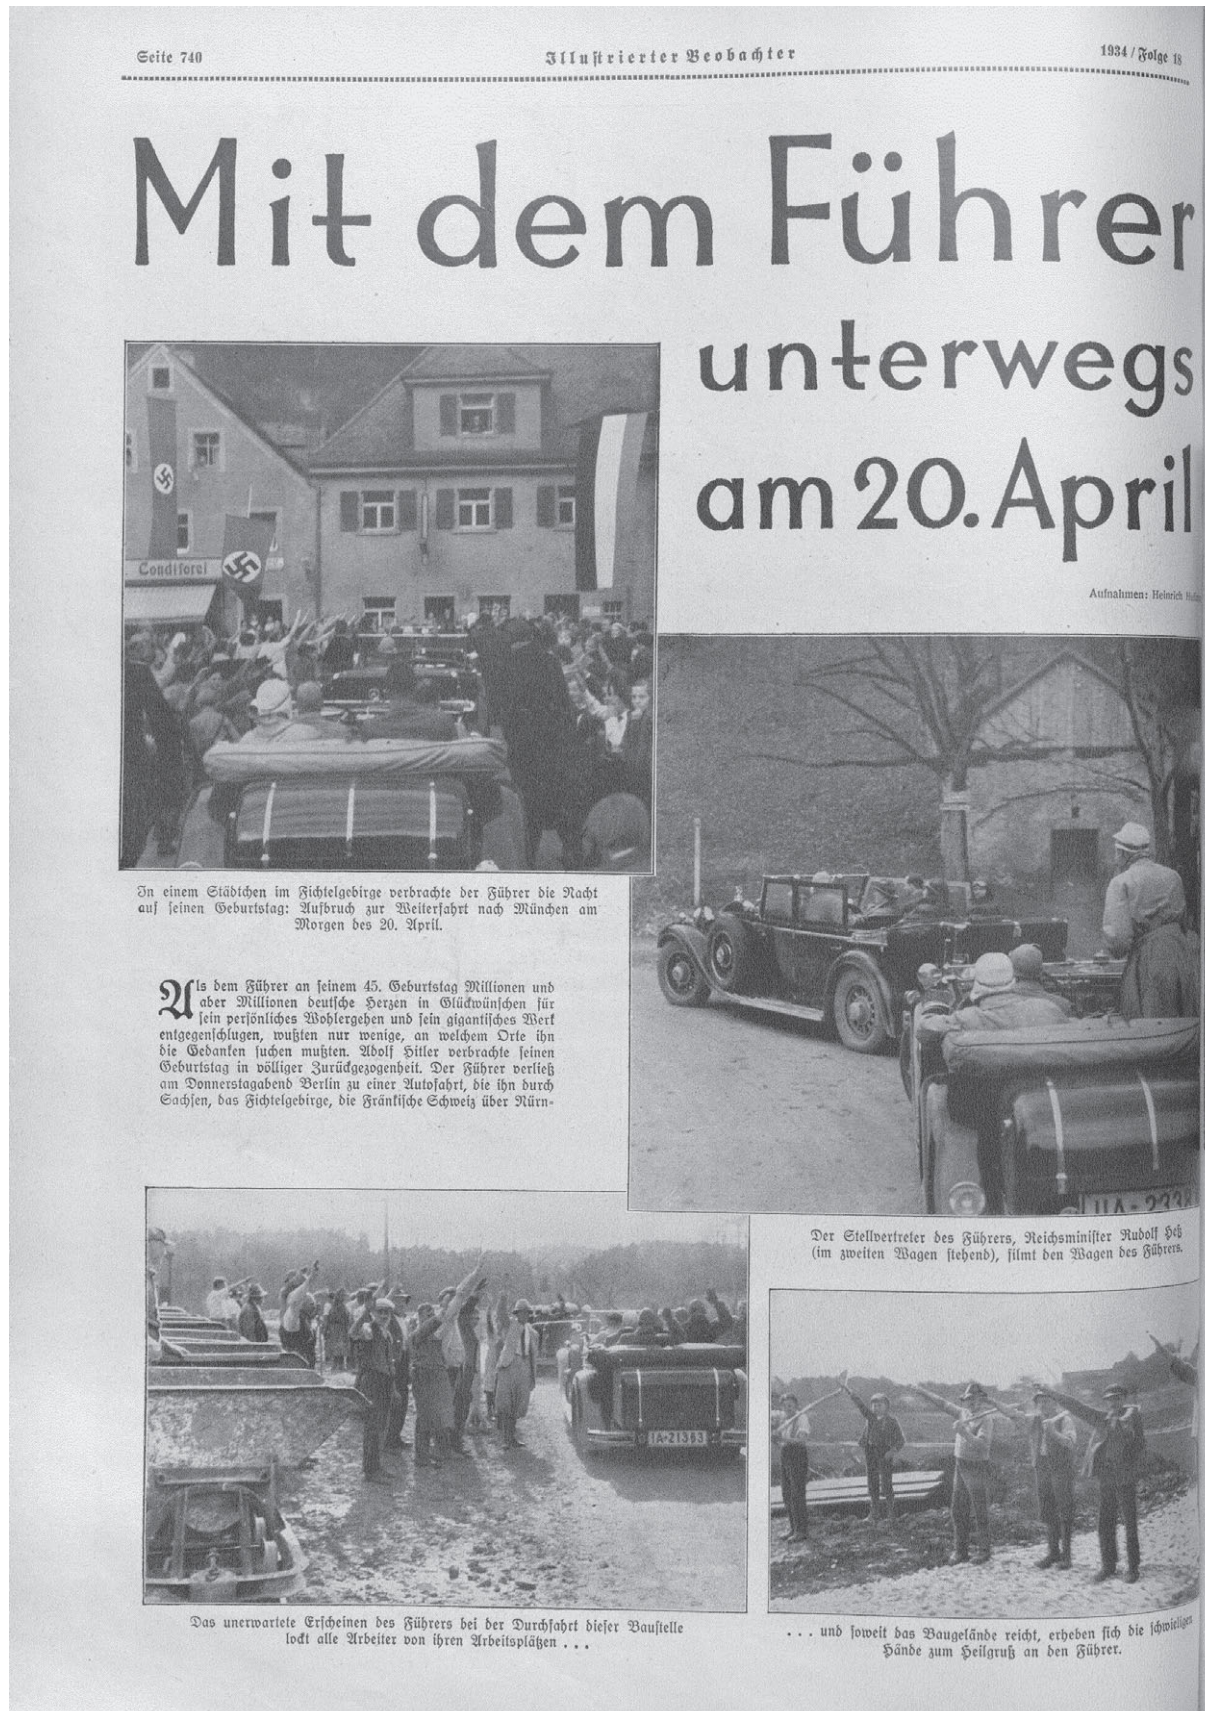 Seite 740
Illustrierter Beobachter
1934 / Folge 18
Mit dem Führer
unterwegs
am 20. April
Aufnahmen: Heinrich
Conditorei
In einem Städtchen im Fichtelgebirge verbrachte der Führer die Nacht
auf seinen Geburtstag: Aufbruch zur Weiterfahrt nach München am
Morgen des 20. April.
Als dem Führer an seinem 45. Geburtstag Millionen und
aber Millionen deutsche Herzen in Glückwünschen für
sein persönliches Wohlergehen und sein gigantisches Werk
entgegenschlugen, wußten nur wenige, an welchem Orte ihn
die Gedanken suchen mußten. Adolf Hitler verbrachte seinen
Geburtstag in völliger Zurückgezogenheit. Der Führer verließ
am Donnerstagabend Berlin zu einer Autofahrt, die ihn durch
Sachsen, das Fichtelgebirge, die Fränkische Schweiz über Nürn-
Der Stellvertreter des Führers, Reichsminister Rudolf Heß
(im zweiten Wagen stehend), filmt den Wagen des Führers.
IA-21383
Das unerwartete Erscheinen des Führers bei der Durchfahrt dieser Baustelle
lockt alle Arbeiter von ihren Arbeitsplätzen . . .
. . . und soweit das Baugelände reicht, erheben sich die schwieligen
Hände zum Heilgruß an den Führer.